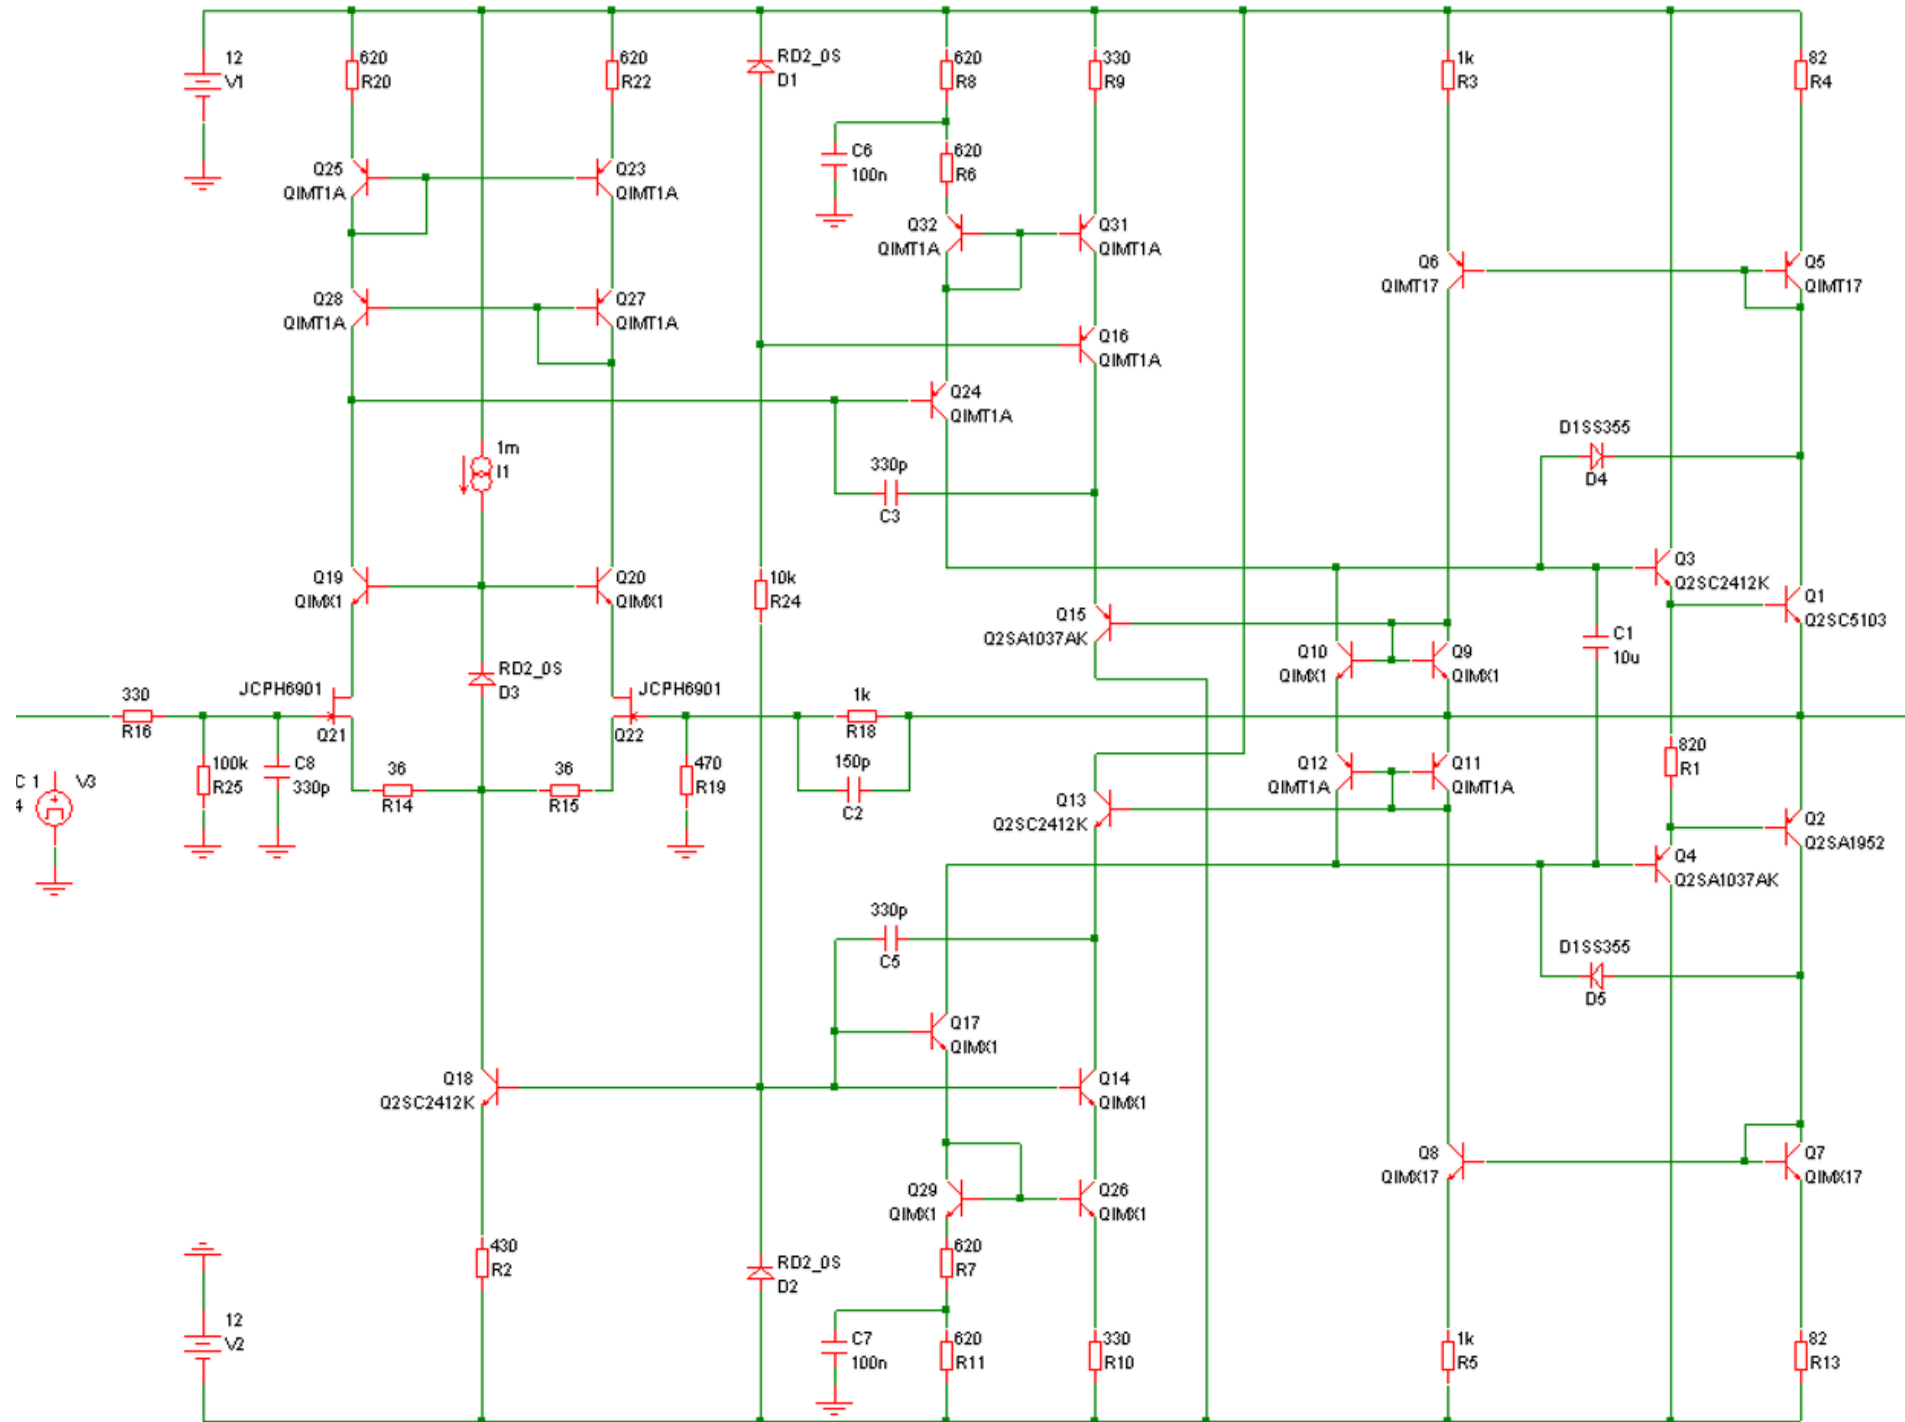 12
V1
620
R20
620
R22
RD2_0S
D1
620
R8
330
R9
1k
R3
82
R4
C6
100n
620
R6
Q25
QIMT1A
Q23
QIMT1A
Q32
QIMT1A
Q31
QIMT1A
Q6
QIMT17
Q5
QIMT17
Q28
QIMT1A
Q27
QIMT1A
Q16
QIMT1A
Q24
QIMT1A
1m
I1
330p
C3
D1SS355
D4
Q19
QIMX1
Q20
QIMX1
10k
R24
Q3
Q2SC2412K
Q1
Q2SC5103
Q15
Q2SA1037AK
C1
10u
Q10
QIMX1
Q9
QIMX1
RD2_0S
D3
JCPH6901
Q21
JCPH6901
Q22
330
R16
1k
R18
150p
C2
100k
R25
C8
330p
36
R14
36
R15
470
R19
C 1
4
V3
Q12
QIMT1A
Q11
QIMT1A
820
R1
Q13
Q2SC2412K
Q2
Q2SA1952
Q4
Q2SA1037AK
330p
C5
D1SS355
D5
Q17
QIMX1
Q18
Q2SC2412K
Q14
QIMX1
Q8
QIMX17
Q7
QIMX17
Q29
QIMX1
Q26
QIMX1
430
R2
RD2_0S
D2
620
R7
12
V2
C7
100n
620
R11
330
R10
1k
R5
82
R13